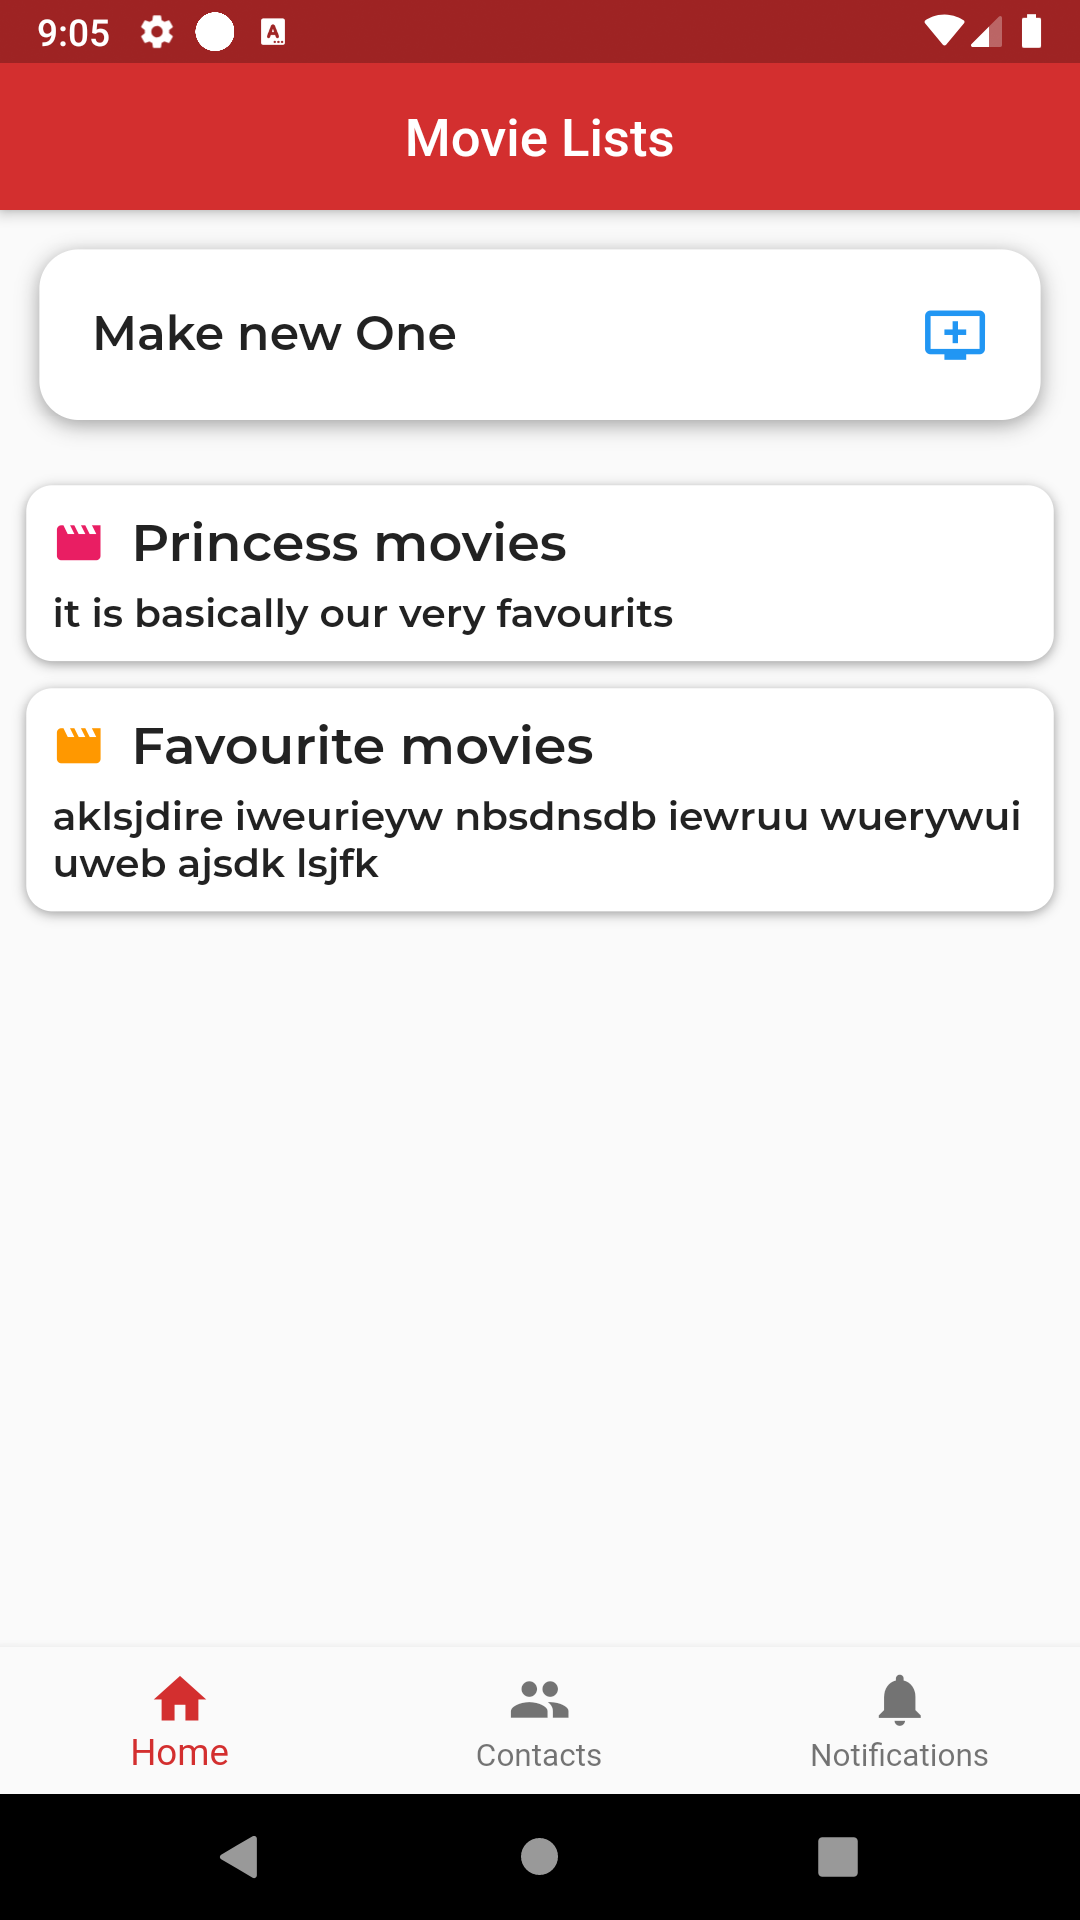 9:05
Movie Lists
Make new One
Princess movies
it is basically our very favourits
Favourite movies
aklsjdire iweurieyw nbsdnsdb iewruu wuerywui
uweb ajsdk lsjfk
Home
Contacts
Notifications